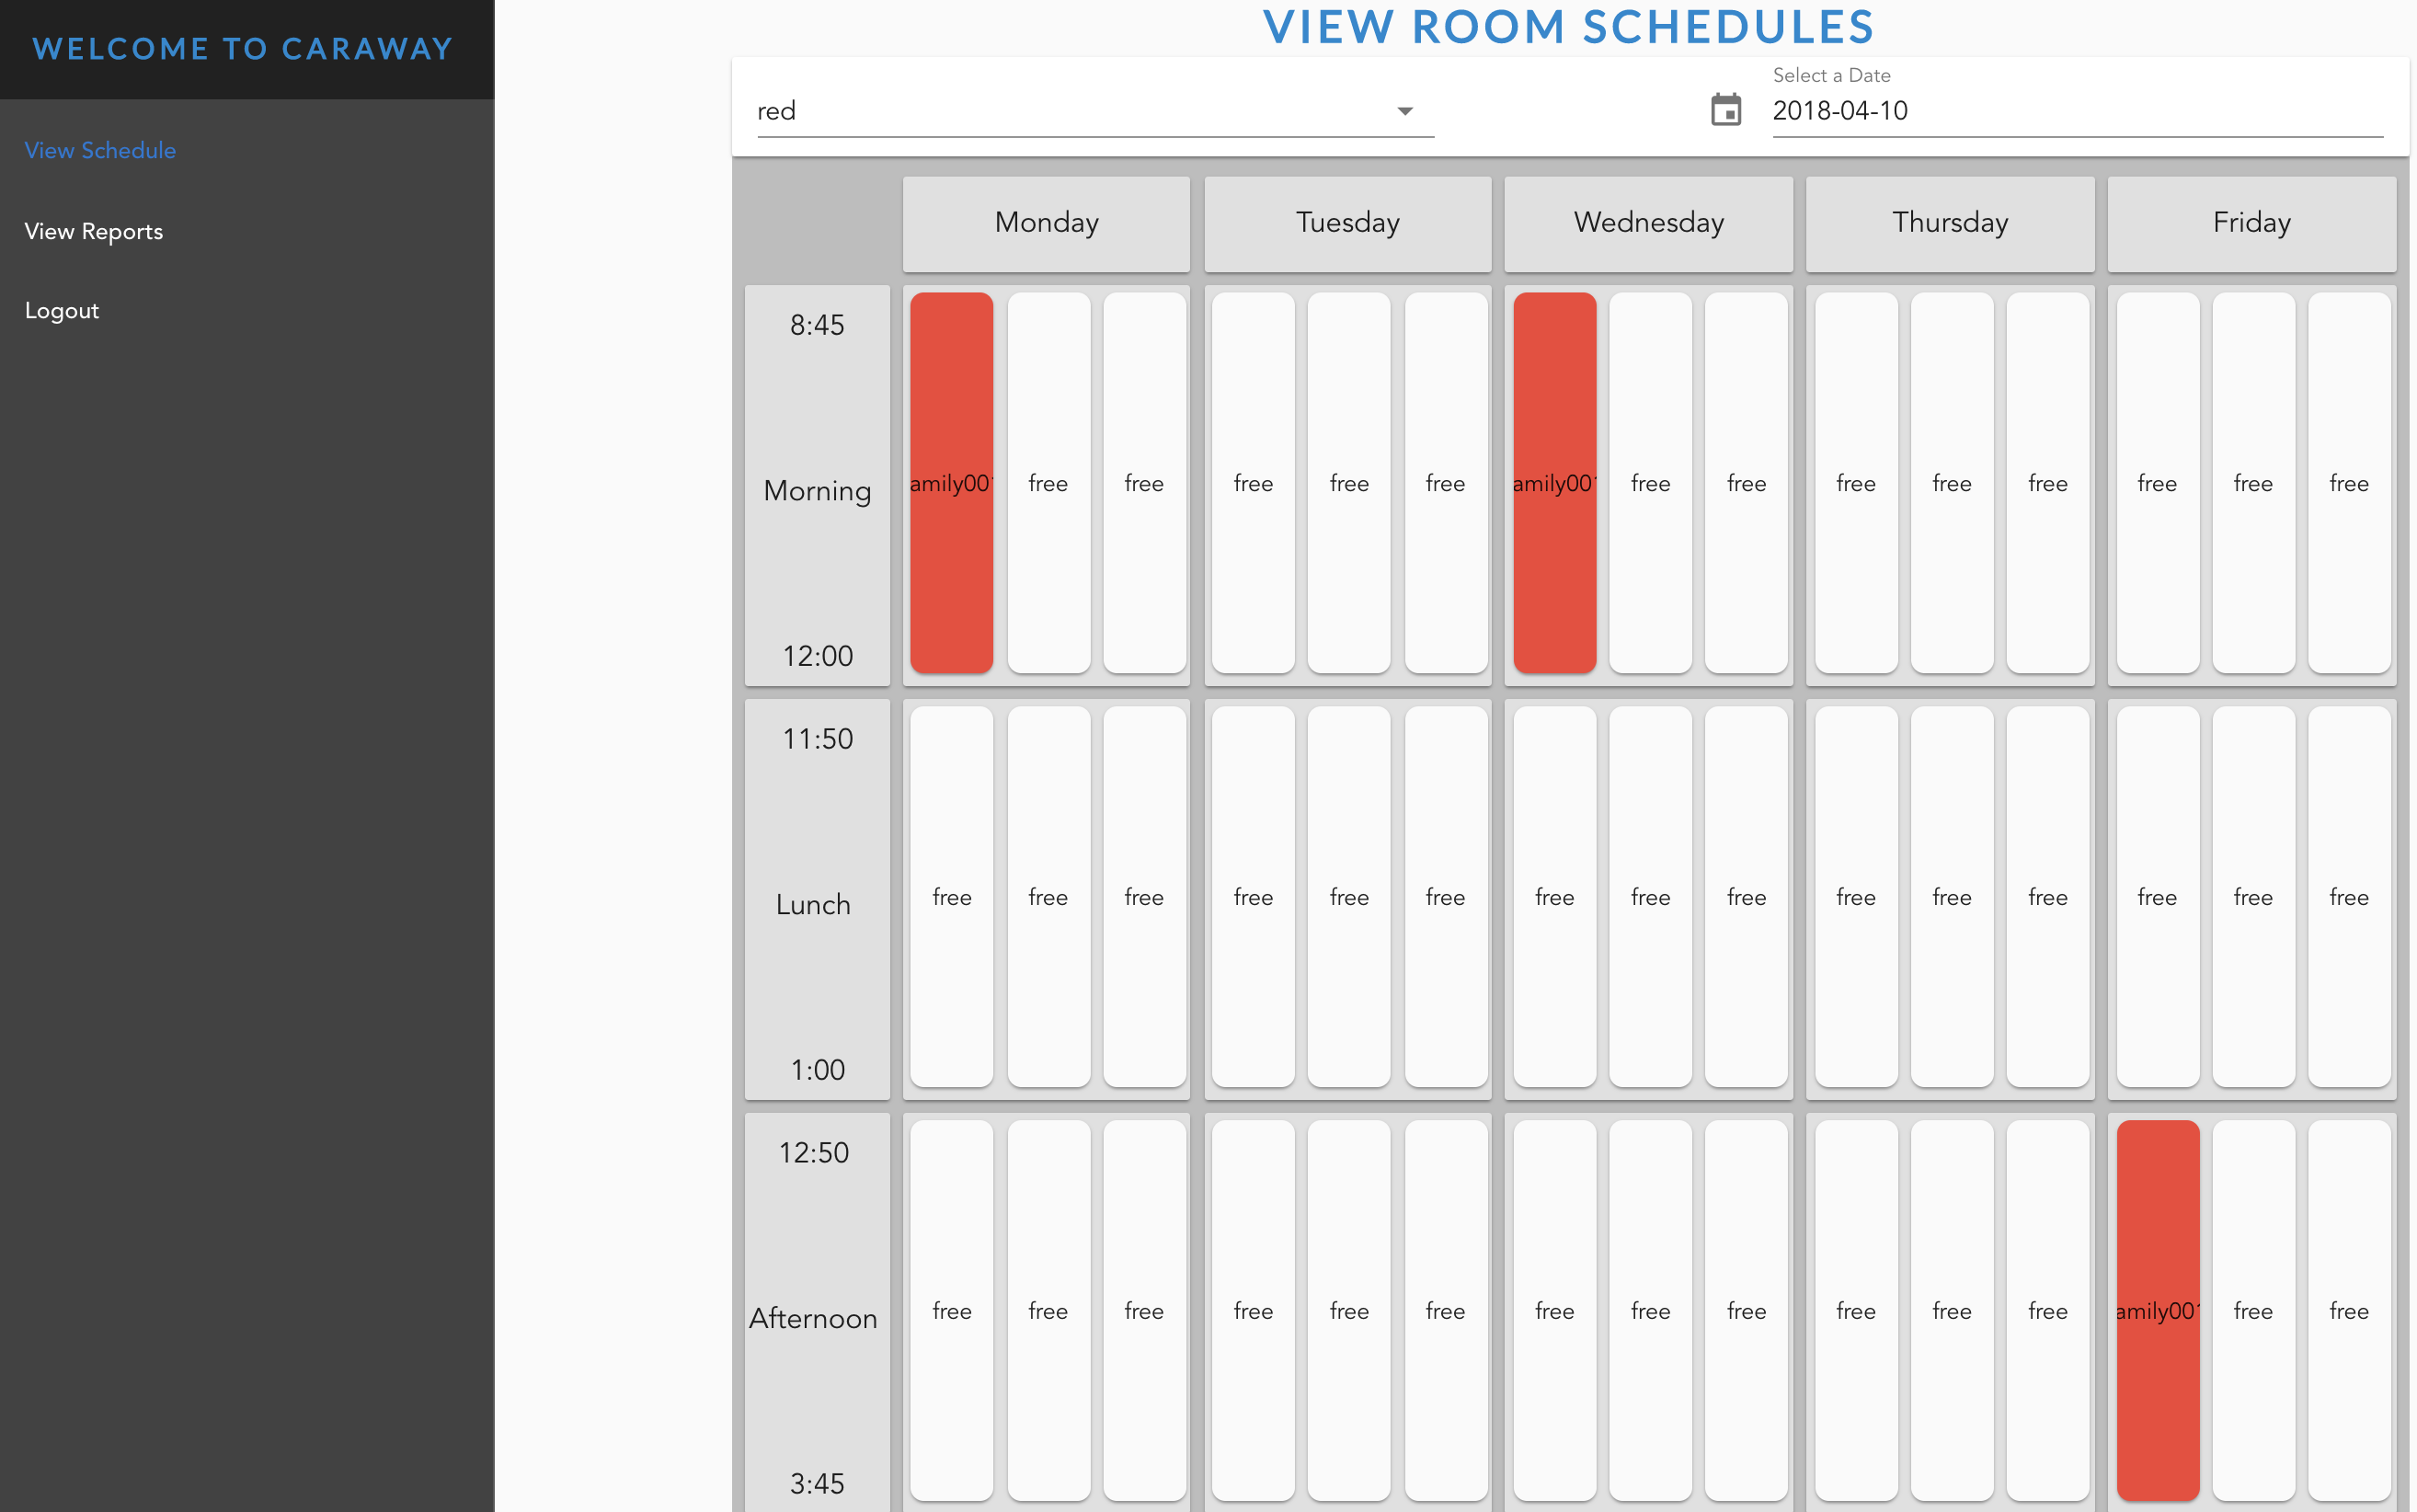 WELCOME TO CARAWAY
View Schedule
View Reports
Logout
VIEW ROOM SCHEDULES
red
Select a Date
2018-04-10
Monday Tuesday Wednesday Thursday Friday
8:45
Morning
amily00 free free free free free amily00 free free free free free free free free
12:00
11:50
Lunch
free free free free free free free free free free free free free free free
1:00
12:50
Afternoon
free free free free free free free free free free free free amily00 free free
3:45